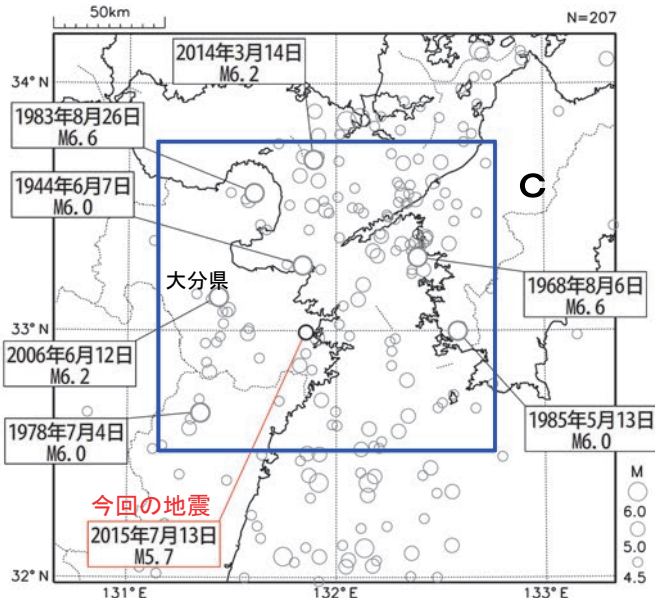 50km
N=207
34°N
2014年3月14日
M6.2
1983年8月26日
M6.6
1944年6月7日
M6.0
C
大分県
1968年8月6日
M6.6
33°N
2006年6月12日
M6.2
1978年7月4日
M6.0
1985年5月13日
M6.0
今回の地震
2015年7月13日
M5.7
M
6.0
5.0
4.5
32°N
131°E
132°E
133°E